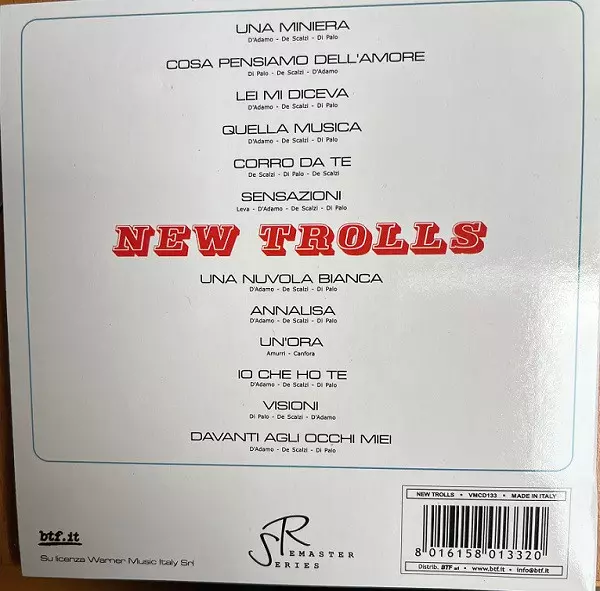 UNA MINIERA
D'Adamo - De Scalzi - Di Palo
COSA PENSIAMO DELL'AMORE
Di Palo - De Scalzi - D'Adamo
LEI MI DICEVA
D'Adamo - De Scalzi - Di Palo
QUELLA MUSICA
D'Adamo - De Scalzi - Di Palo
CORRO DA TE
De Scalzi - Di Palo - De Scalzi
SENSAZIONI
Leva - D'Adamo - De Scalzi - Di Palo
NEW TROLLS
UNA NUVOLA BIANCA
D'Adamo - De Scalzi - Di Palo
ANNALISA
D'Adamo - De Scalzi - Di Palo
UN'ORA
Amurri - Canfora
IO CHE HO TE
D'Adamo - De Scalzi - Di Palo
VISIONI
Di Palo - De Scalzi - D'Adamo
DAVANTI AGLI OCCHI MIEI
D'Adamo - De Scalzi - Di Palo
btf.it
Su licenza Warner Music Italy Srl
REMASTER
SERIES
NEW TROLLS • VMCD133 • MADE IN ITALY
8 016158 013320
Distrib. BTF srl • www.btf.it • info@btf.it